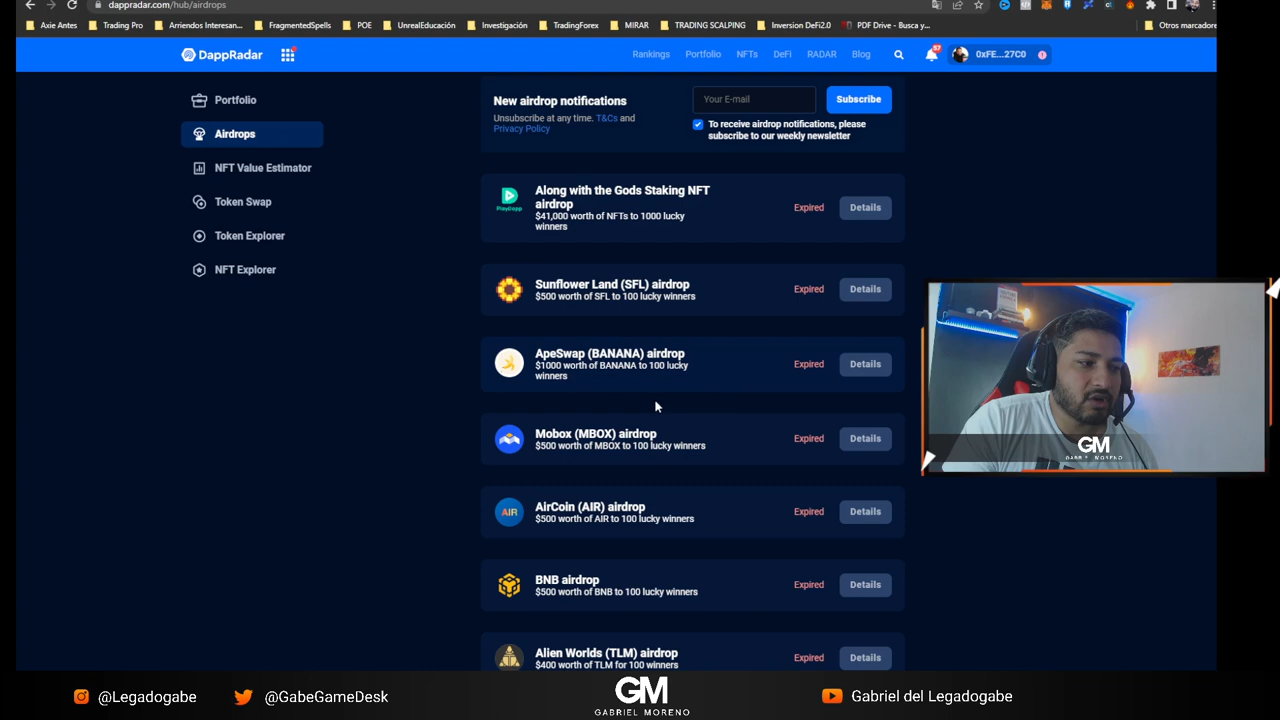 dappradar.com/hub/airdrops
Axie Antes
Trading Pro
Arriendos Interesan...
FragmentedSpells
POE
UnrealEducación
Investigación
TradingForex
MIRAR
TRADING SCALPING
Inversion DeFi2.0
PDF Drive - Busca y...
Otros marcadore
DappRadar
Rankings
Portfolio
NFTs
DeFi
RADAR
Blog
57
0xFE...27C0
Portfolio
Airdrops
NFT Value Estimator
Token Swap
Token Explorer
NFT Explorer
New airdrop notifications
Unsubscribe at any time. T&Cs and
Privacy Policy
Your E-mail
Subscribe
To receive airdrop notifications, please
subscribe to our weekly newsletter
PlayDapp
Along with the Gods Staking NFT
airdrop
$41,000 worth of NFTs to 1000 lucky
winners
Expired
Details
Sunflower Land (SFL) airdrop
$500 worth of SFL to 100 lucky winners
Expired
Details
ApeSwap (BANANA) airdrop
$1000 worth of BANANA to 100 lucky
winners
Expired
Details
Mobox (MBOX) airdrop
$500 worth of MBOX to 100 lucky winners
Expired
Details
AIR
AirCoin (AIR) airdrop
$500 worth of AIR to 100 lucky winners
Expired
Details
BNB airdrop
$500 worth of BNB to 100 lucky winners
Expired
Details
Alien Worlds (TLM) airdrop
$400 worth of TLM for 100 winners
Expired
Details
GM
GABRIEL MORENO
@Legadogabe
@GabeGameDesk
GM
GABRIEL MORENO
Gabriel del Legadogabe